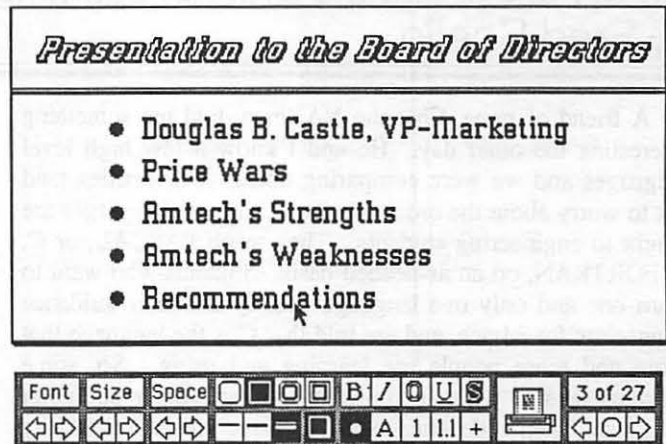 Presentation to the Board of Directors
• Douglas B. Castle, VP-Marketing
• Price Wars
• Amtech's Strengths
• Amtech's Weaknesses
• Recommendations
Font Size Space B I O U S 3 of 27
A 1 1.1 +